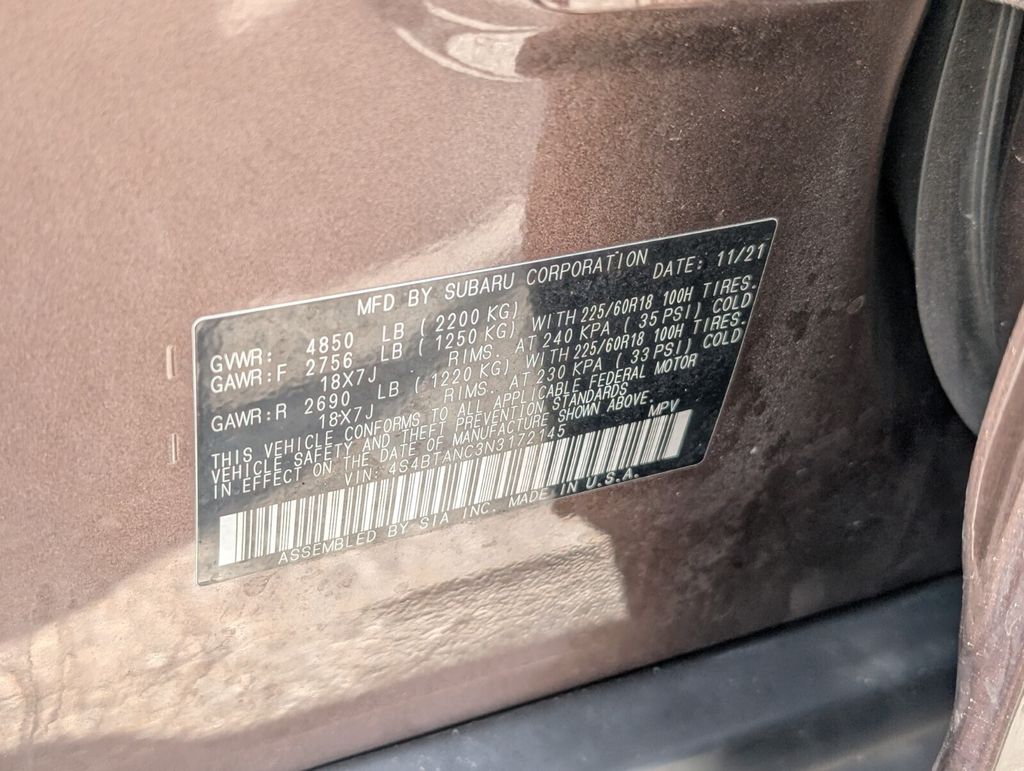 MFD BY SUBARU CORPORATION DATE: 11/21
GVWR: 4850 LB ( 2200 KG)
GAWR:F 2756 LB ( 1250 KG) WITH 225/60R18 100H TIRES.
18X7J RIMS. AT 240 KPA ( 35 PSI) COLD
GAWR:R 2690 LB ( 1220 KG) WITH 225/60R18 100H TIRES.
18X7J RIMS. AT 230 KPA ( 33 PSI) COLD
THIS VEHICLE CONFORMS TO ALL APPLICABLE FEDERAL MOTOR
VEHICLE SAFETY AND THEFT PREVENTION STANDARDS
IN EFFECT ON THE DATE OF MANUFACTURE SHOWN ABOVE.
VIN: 4S4BTANC3N3172145 MPV
ASSEMBLED BY SIA INC. MADE IN U.S.A.